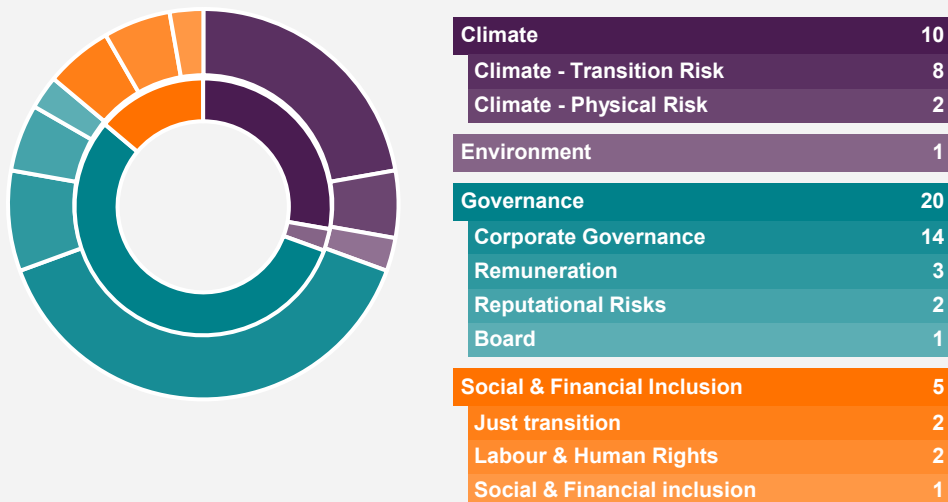 Climate 10
Climate - Transition Risk 8
Climate - Physical Risk 2
Environment 1
Governance 20
Corporate Governance 14
Remuneration 3
Reputational Risks 2
Board 1
Social & Financial Inclusion 5
Just transition 2
Labour & Human Rights 2
Social & Financial inclusion 1